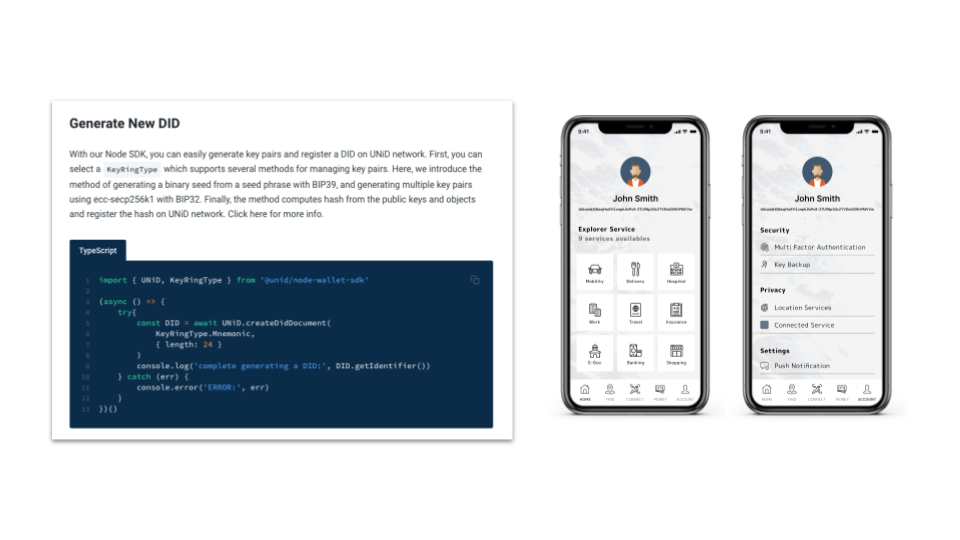 Generate New DID
With our Node SDK, you can easily generate key pairs and register a DID on UNiD network. First, you can
select a KeyRingType which supports several methods for managing key pairs. Here, we introduce the
method of generating a binary seed from a seed phrase with BIP39, and generating multiple key pairs
using ecc-secp256k1 with BIP32. Finally, the method computes hash from the public keys and objects
and register the hash on UNiD network. Click here for more info.
TypeScript
1 import { UNiD, KeyRingType } from '@unid/node-wallet-sdk'
2
3 (async () => {
4 try{
5 const DID = await UNiD.createDidDocument(
6 KeyRingType.Mnemonic,
7 { length: 24 }
8 )
9 console.log('complete generating a DID:', DID.getIdentifier())
10 } catch (err) {
11 console.error('ERROR:', err)
12 }
13 })()
9:41
John Smith
Explorer Service
9 services availables
Mobility Delivery Hospital
Work Travel Insurance
E-Gov Banking Shopping
HOME FIND CONNECT MONEY ACCOUNT
9:41
John Smith
Security
Multi Factor Authentication
Key Backup
Privacy
Location Services
Connected Service
Settings
Push Notification
HOME FIND CONNECT MONEY ACCOUNT